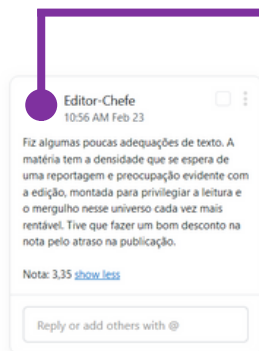 Editor-Chefe
10:56 AM Feb 23
Fiz algumas poucas adequações de texto. A
matéria tem a densidade que se espera de
uma reportagem e preocupação evidente com
a edição, montada para privilegiar a leitura e
o mergulho nesse universo cada vez mais
rentável. Tive que fazer um bom desconto na
nota pelo atraso na publicação.
Nota: 3,35 show less
Reply or add others with @